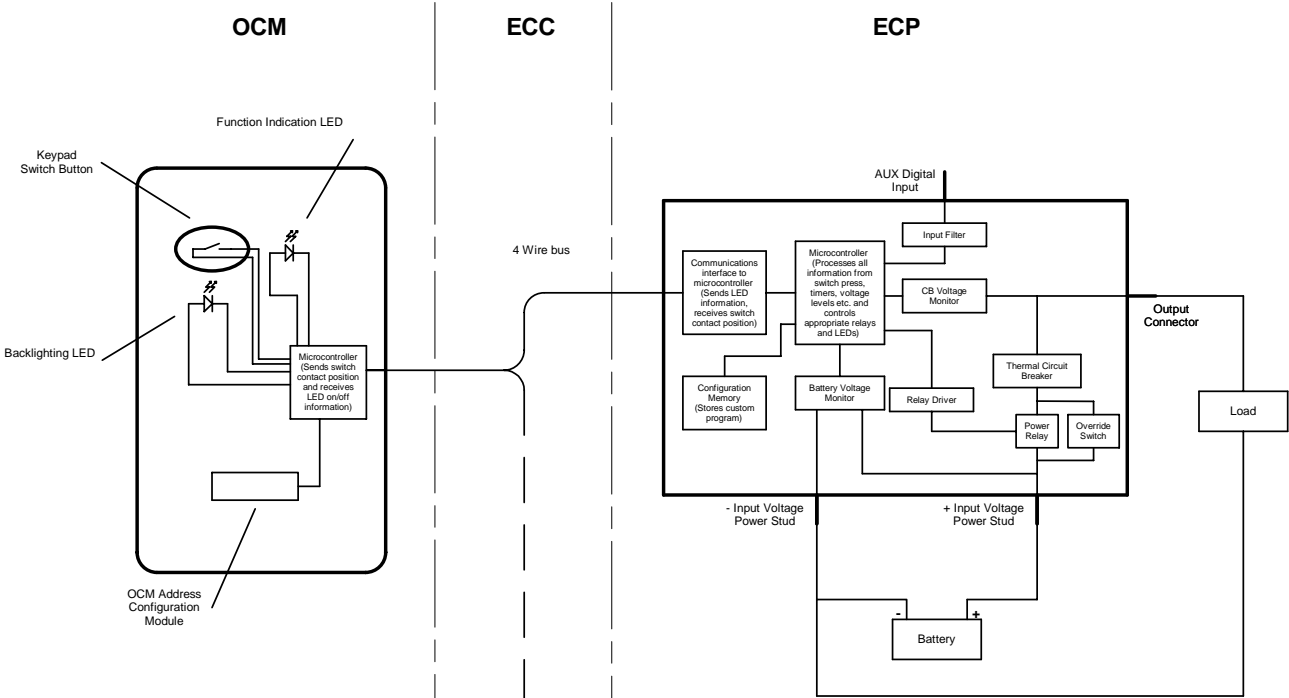 OCM
ECC
ECP
Function Indication LED
Keypad
Switch Button
Backlighting LED
Microcontroller
(Sends switch
contact position
and receives
LED on/off
information)
OCM Address
Configuration
Module
4 Wire bus
AUX Digital
Input
Input Filter
Communications
interface to
microcontroller
(Sends LED
information,
receives switch
contact position)
Microcontroller
(Processes all
information from
switch press,
timers, voltage
levels etc. and
controls
appropriate relays
and LEDs)
CB Voltage
Monitor
Output
Connector
Configuration
Memory
(Stores custom
program)
Battery Voltage
Monitor
Relay Driver
Thermal Circuit
Breaker
Power
Relay
Override
Switch
Load
- Input Voltage
Power Stud
+ Input Voltage
Power Stud
-
+
Battery